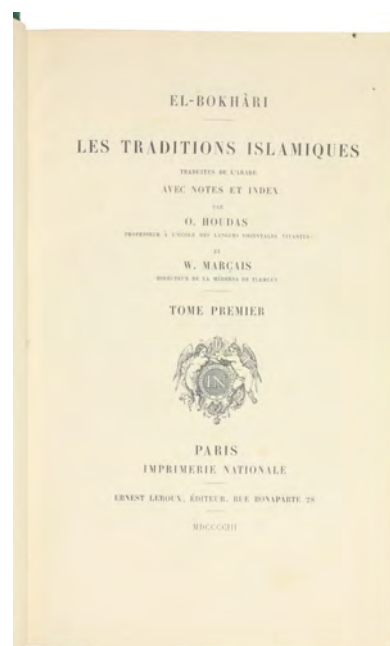 EL-BOKHÂRI
LES TRADITIONS ISLAMIQUES
TRADUITES DE L'ARABE
AVEC NOTES ET INDEX
PAR
O. HOUDAS
PROFESSEUR À L'ÉCOLE DES LANGUES ORIENTALES VIVANTES
ET
W. MARÇAIS
DIRECTEUR DE LA MÉDERSA DE TLEMCEN
TOME PREMIER
IN
PARIS
IMPRIMERIE NATIONALE
ERNEST LEROUX, ÉDITEUR, RUE BONAPARTE 28
MDCCCCIII